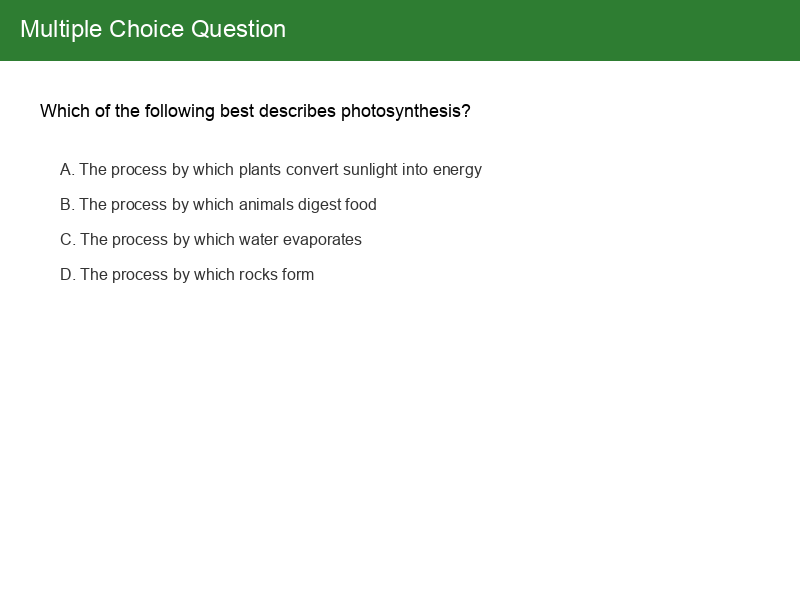 Multiple Choice Question
Which of the following best describes photosynthesis?
A. The process by which plants convert sunlight into energy
B. The process by which animals digest food
C. The process by which water evaporates
D. The process by which rocks form